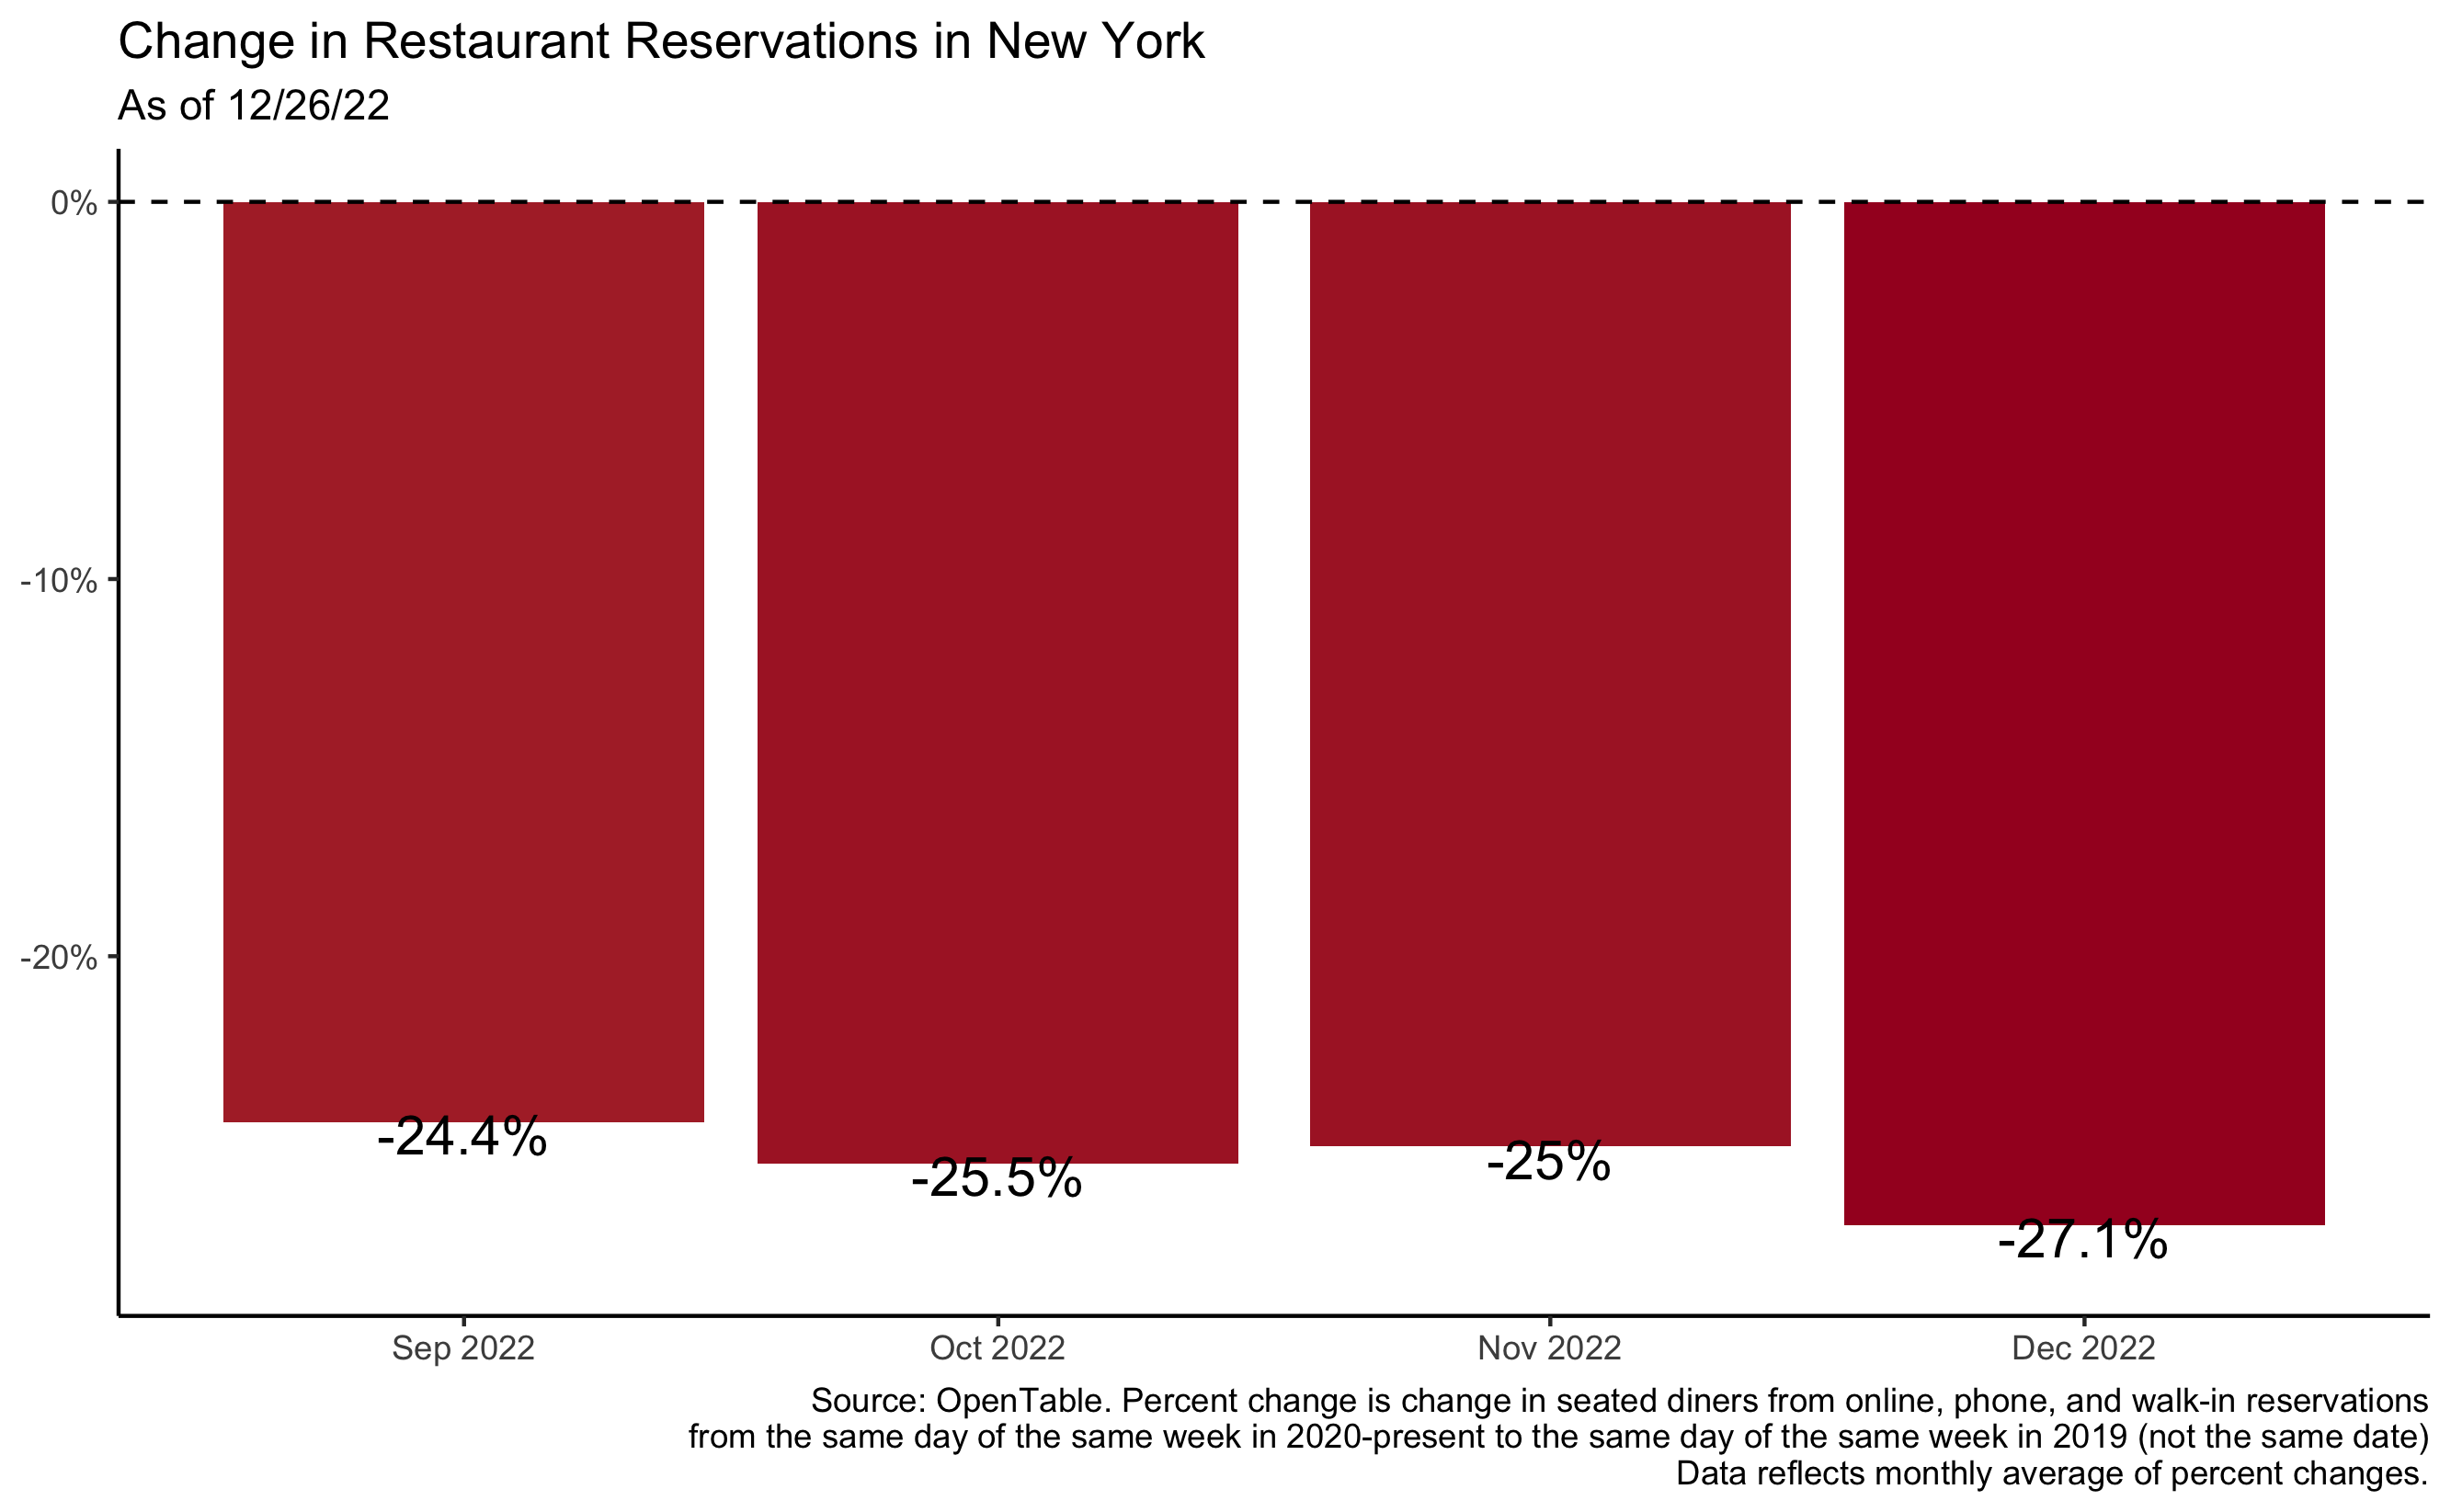 Change in Restaurant Reservations in New York
As of 12/26/22
0%
-10%
-20%
-24.4%
-25.5%
-25%
-27.1%
Sep 2022
Oct 2022
Nov 2022
Dec 2022
Source: OpenTable. Percent change is change in seated diners from online, phone, and walk-in reservations
from the same day of the same week in 2020-present to the same day of the same week in 2019 (not the same date)
Data reflects monthly average of percent changes.